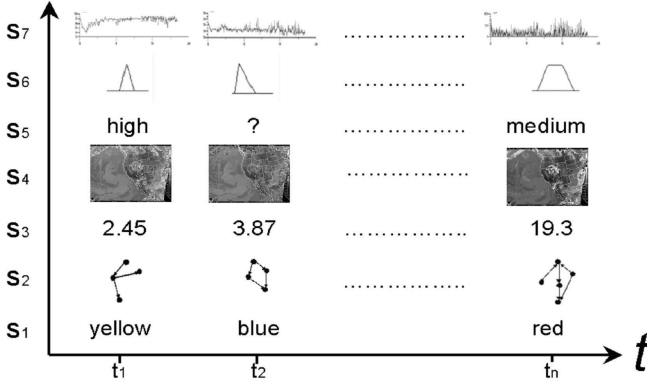 S7 ........................
S6 ........................
S5 high ? ........................ medium
S4 ........................
S3 2.45 3.87 ........................ 19.3
S2 ........................
S1 yellow blue red
t1 t2 tn t